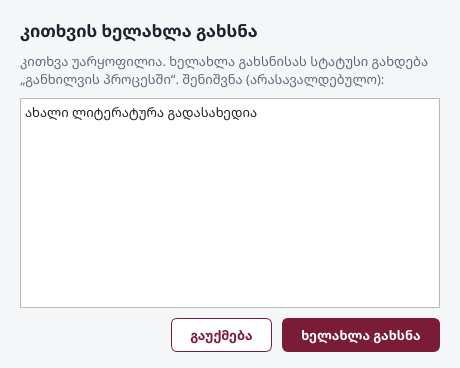 კითხვის ხელახლა გახსნა
კითხვა უარყოფილია. ხელახლა გახსნისას სტატუსი გახდება
„განხილვის პროცესში“. შენიშვნა (არასავალდებულო):
ახალი ლიტერატურა გადასახედია
გაუქმება
ხელახლა გახსნა